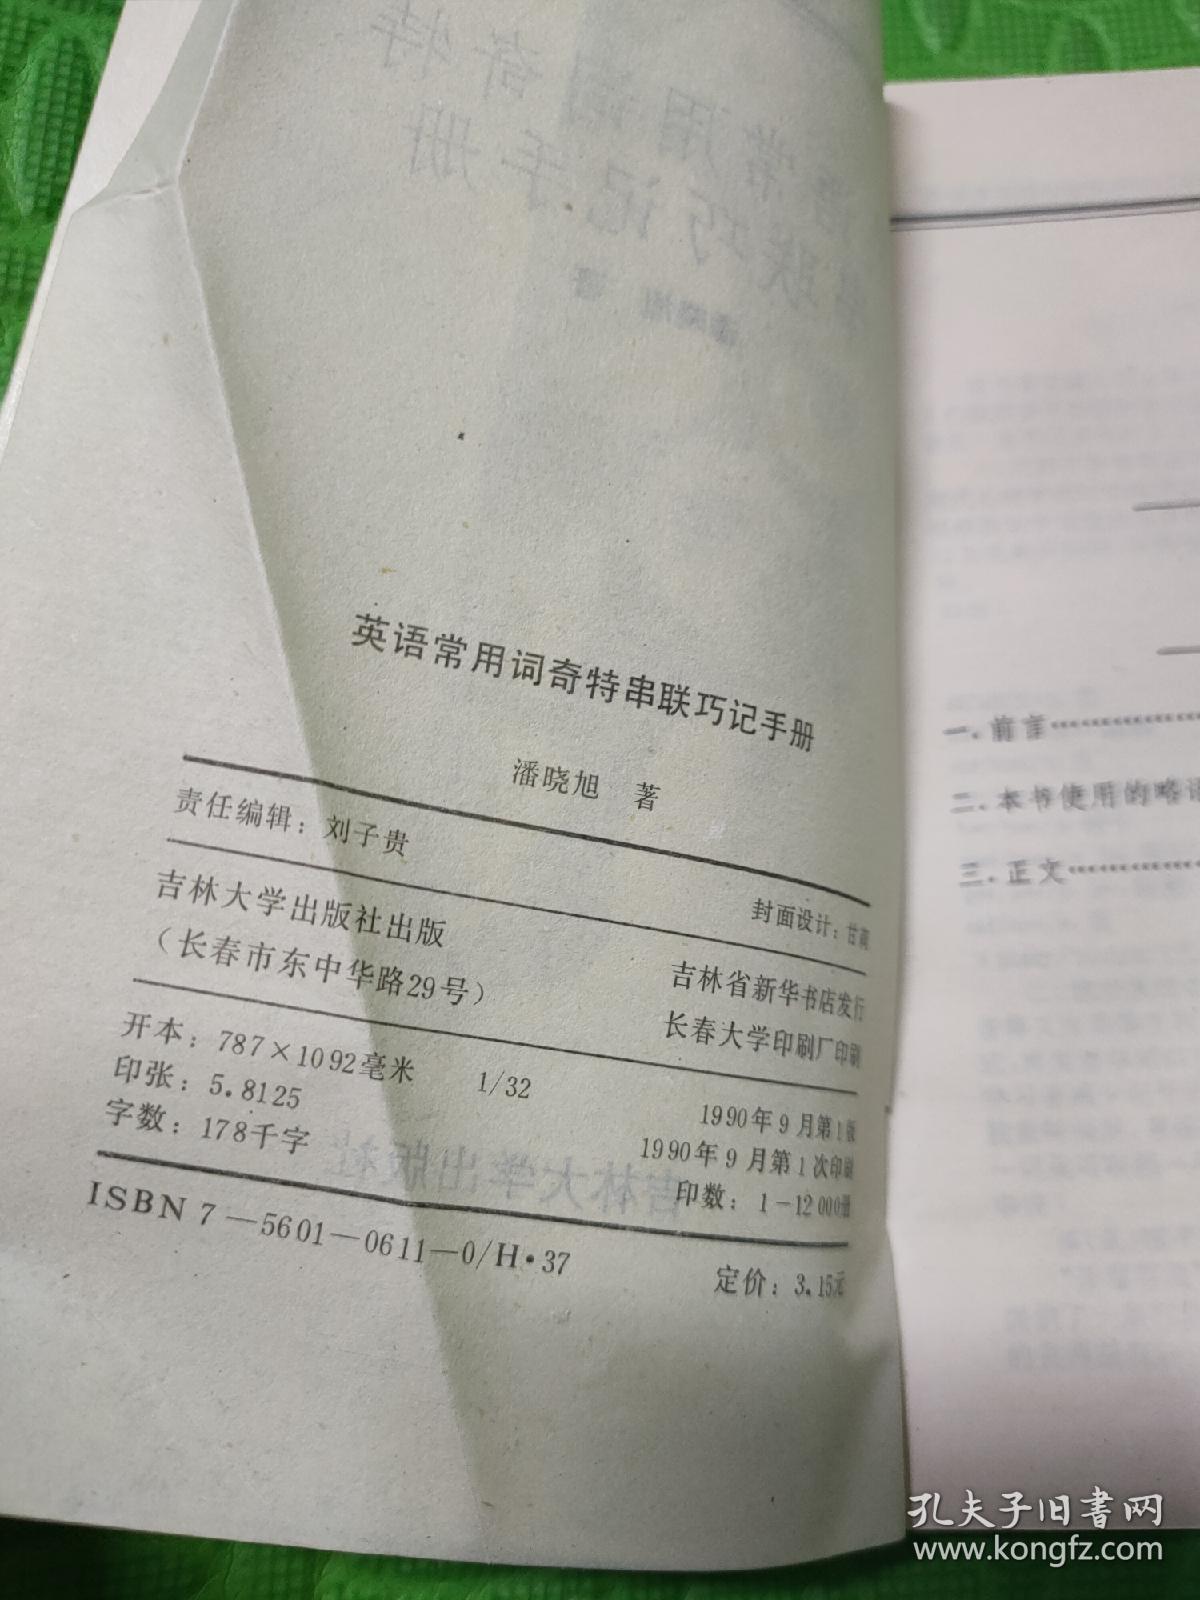 英语常用词奇特串联巧记手册
潘晓旭 著
责任编辑：刘子贵
封面设计：甘
吉林大学出版社出版
（长春市东中华路29号）
吉林省新华书店发行
长春大学印刷厂印刷
开本：787×1092毫米 1/32
印张：5.8125
字数：178千字
1990年9月第1版
1990年9月第1次印刷
印数：1—12 000册
ISBN 7—5601—0611—0/H·37
定价：3.15元
一. 前言
二. 本书使用的略语
三. 正文
孔夫子旧书网
www.kongfz.com